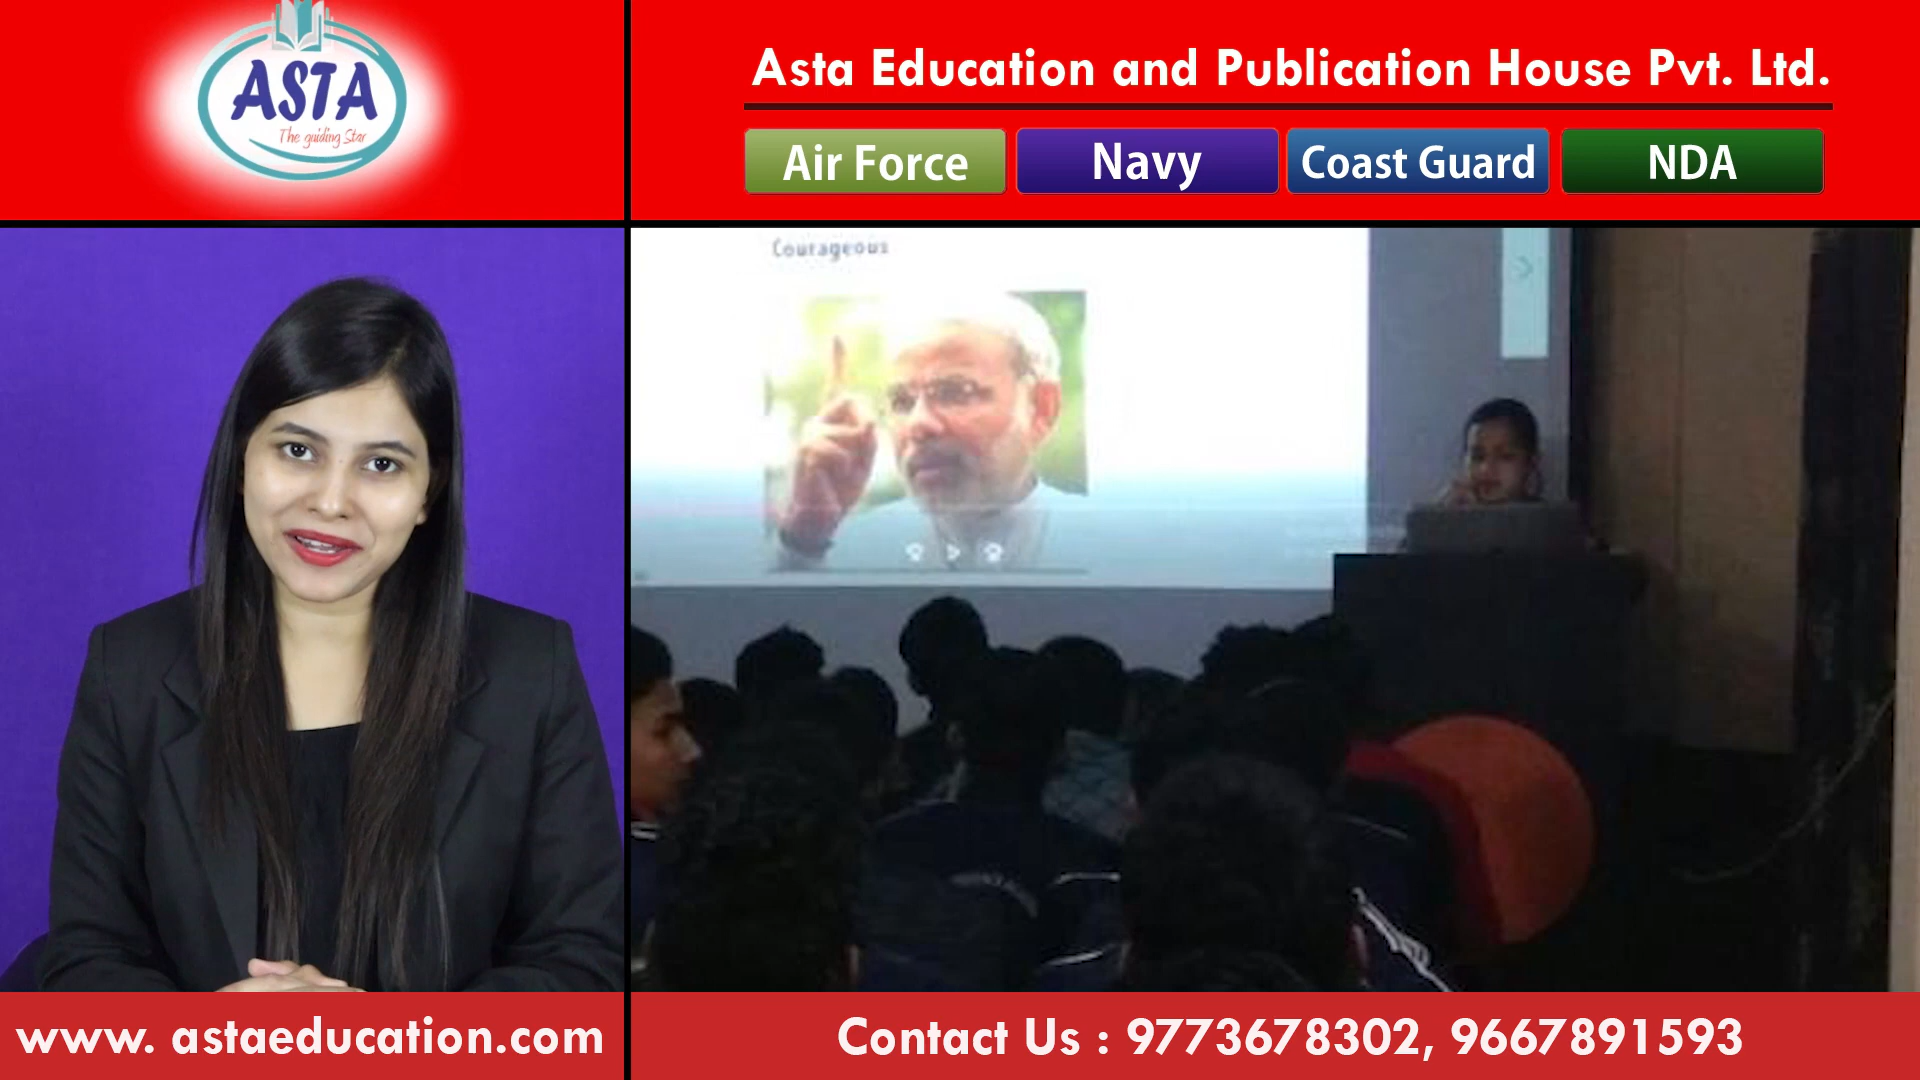 ASTA
The guiding Star
Asta Education and Publication House Pvt. Ltd.
Air Force
Navy
Coast Guard
NDA
Courageous
www. astaeducation.com
Contact Us : 9773678302, 9667891593